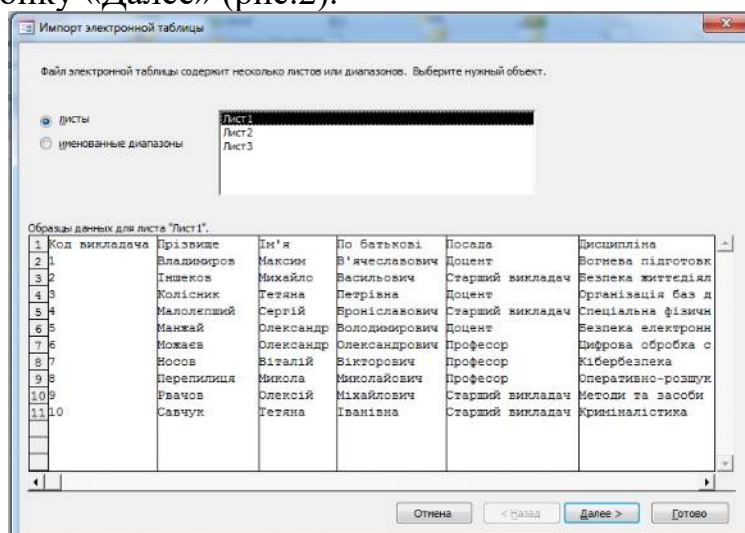 «Далее» (рис.2).
Импорт электронной таблицы
Файл электронной таблицы содержит несколько листов или диапазонов. Выберите нужный объект.
листы
именованные диапазоны
Лист1
Лист2
Лист3
Образцы данных для листа "Лист1".
1 Код викладача Прізвище Ім'я По батькові Посада Дисципліна
2 1 Владимиров Максим В'ячеславович Доцент Вогнева підготовк
3 2 Іншеков Михайло Васильович Старший викладач Безпека життєдіял
4 3 Колісник Тетяна Петрівна Доцент Організація баз д
5 4 Малолєпший Сергій Броніславович Старший викладач Спеціальна фізичн
6 5 Манжай Олександр Володимирович Доцент Безпека електронн
7 6 Можаєв Олександр Олександрович Професор Цифрова обробка с
8 7 Носов Віталій Вікторович Професор Кібербезпека
9 8 Перепилиця Микола Миколайович Професор Оперативно-розшук
10 9 Рвачов Олексій Міхайлович Старший викладач Методи та засоби
11 10 Савчук Тетяна Іванівна Старший викладач Криміналістика
Отмена < Назад Далее > Готово